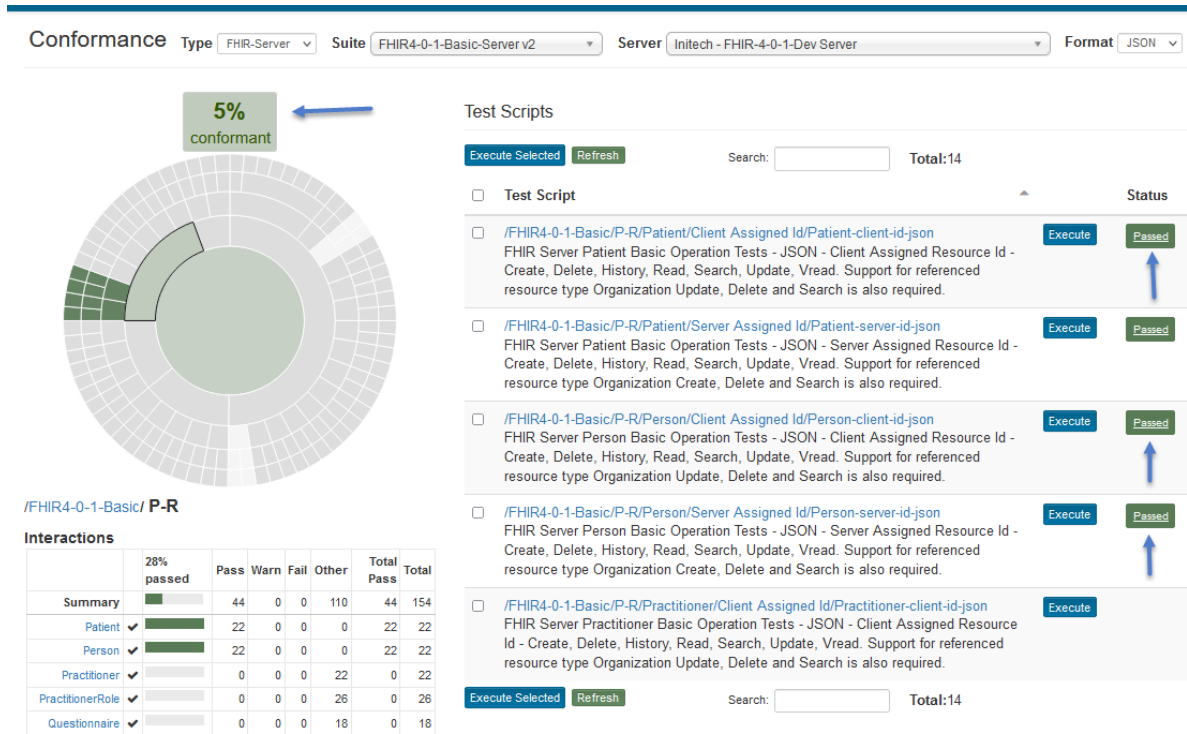 Conformance Type FHIR-Server Suite FHIR4-0-1-Basic-Server v2 Server Initech - FHIR-4-0-1-Dev Server Format JSON
5%
conformant
/FHIR4-0-1-Basic/ P-R
Interactions
28% passed Pass Warn Fail Other Total Pass Total
Summary 44 0 0 110 44 154
Patient 22 0 0 0 22 22
Person 22 0 0 0 22 22
Practitioner 0 0 0 22 0 22
PractitionerRole 0 0 0 26 0 26
Questionnaire 0 0 0 18 0 18
Test Scripts
Execute Selected Refresh Search: Total:14
Test Script Status
/FHIR4-0-1-Basic/P-R/Patient/Client Assigned Id/Patient-client-id-json Execute Passed
FHIR Server Patient Basic Operation Tests - JSON - Client Assigned Resource Id -
Create, Delete, History, Read, Search, Update, Vread. Support for referenced
resource type Organization Update, Delete and Search is also required.
/FHIR4-0-1-Basic/P-R/Patient/Server Assigned Id/Patient-server-id-json Execute Passed
FHIR Server Patient Basic Operation Tests - JSON - Server Assigned Resource Id -
Create, Delete, History, Read, Search, Update, Vread. Support for referenced
resource type Organization Create, Delete and Search is also required.
/FHIR4-0-1-Basic/P-R/Person/Client Assigned Id/Person-client-id-json Execute Passed
FHIR Server Person Basic Operation Tests - JSON - Client Assigned Resource Id -
Create, Delete, History, Read, Search, Update, Vread. Support for referenced
resource type Organization Update, Delete and Search is also required.
/FHIR4-0-1-Basic/P-R/Person/Server Assigned Id/Person-server-id-json Execute Passed
FHIR Server Person Basic Operation Tests - JSON - Server Assigned Resource Id -
Create, Delete, History, Read, Search, Update, Vread. Support for referenced
resource type Organization Create, Delete and Search is also required.
/FHIR4-0-1-Basic/P-R/Practitioner/Client Assigned Id/Practitioner-client-id-json Execute
FHIR Server Practitioner Basic Operation Tests - JSON - Client Assigned Resource
Id - Create, Delete, History, Read, Search, Update, Vread. Support for referenced
resource type Organization Update, Delete and Search is also required.
Execute Selected Refresh Search: Total:14